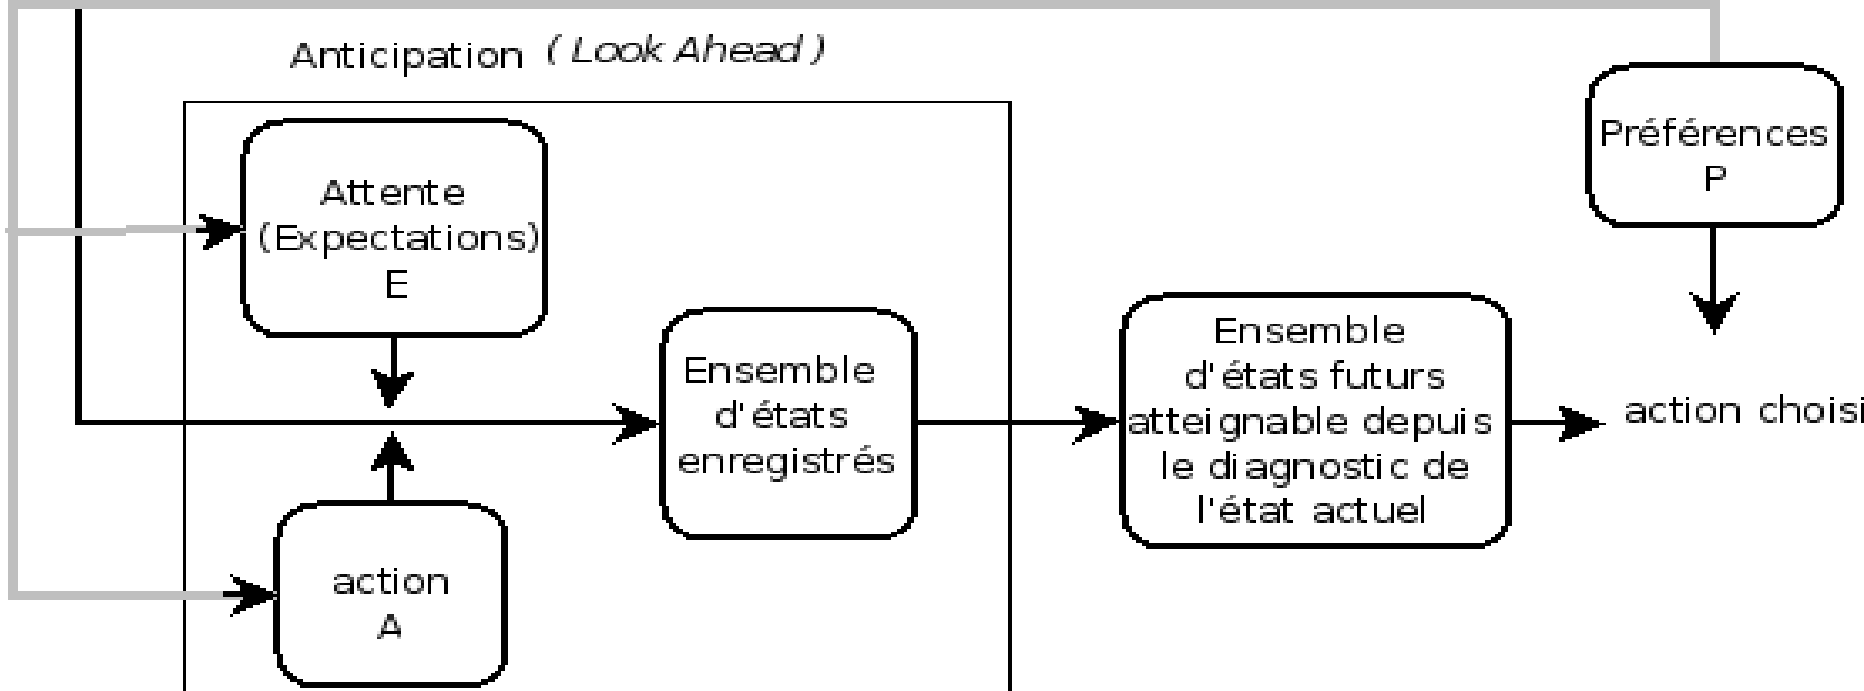 Anticipation ( Look Ahead )
Préférences
P
Attente
(Expectations)
E
Ensemble
d'états
enregistrés
Ensemble
d'états futurs
atteignable depuis
le diagnostic de
l'état actuel
action choisi
action
A